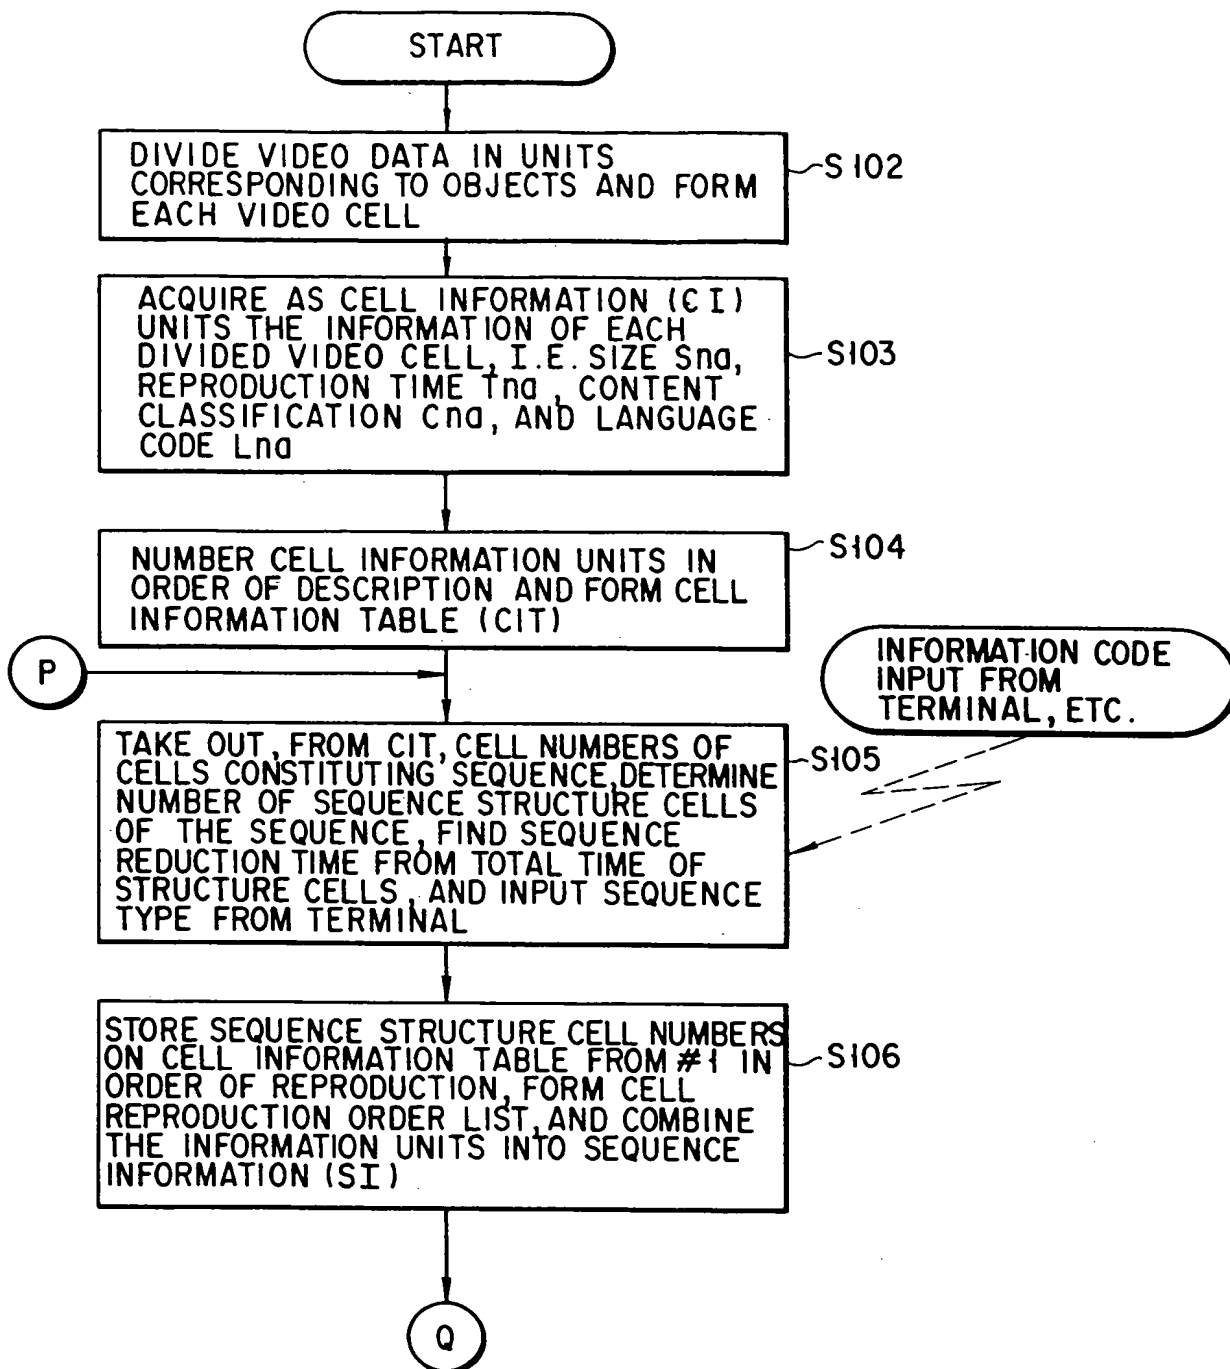 START
DIVIDE VIDEO DATA IN UNITS
CORRESPONDING TO OBJECTS AND FORM
EACH VIDEO CELL
S102
ACQUIRE AS CELL INFORMATION (CI)
UNITS THE INFORMATION OF EACH
DIVIDED VIDEO CELL, I.E. SIZE Sna,
REPRODUCTION TIME Tna, CONTENT
CLASSIFICATION Cna, AND LANGUAGE
CODE Lna
S103
NUMBER CELL INFORMATION UNITS IN
ORDER OF DESCRIPTION AND FORM CELL
INFORMATION TABLE (CIT)
S104
P
INFORMATION CODE
INPUT FROM
TERMINAL, ETC.
TAKE OUT, FROM CIT, CELL NUMBERS OF
CELLS CONSTITUTING SEQUENCE, DETERMINE
NUMBER OF SEQUENCE STRUCTURE CELLS
OF THE SEQUENCE, FIND SEQUENCE
REDUCTION TIME FROM TOTAL TIME OF
STRUCTURE CELLS, AND INPUT SEQUENCE
TYPE FROM TERMINAL
S105
STORE SEQUENCE STRUCTURE CELL NUMBERS
ON CELL INFORMATION TABLE FROM #1 IN
ORDER OF REPRODUCTION, FORM CELL
REPRODUCTION ORDER LIST, AND COMBINE
THE INFORMATION UNITS INTO SEQUENCE
INFORMATION (SI)
S106
Q